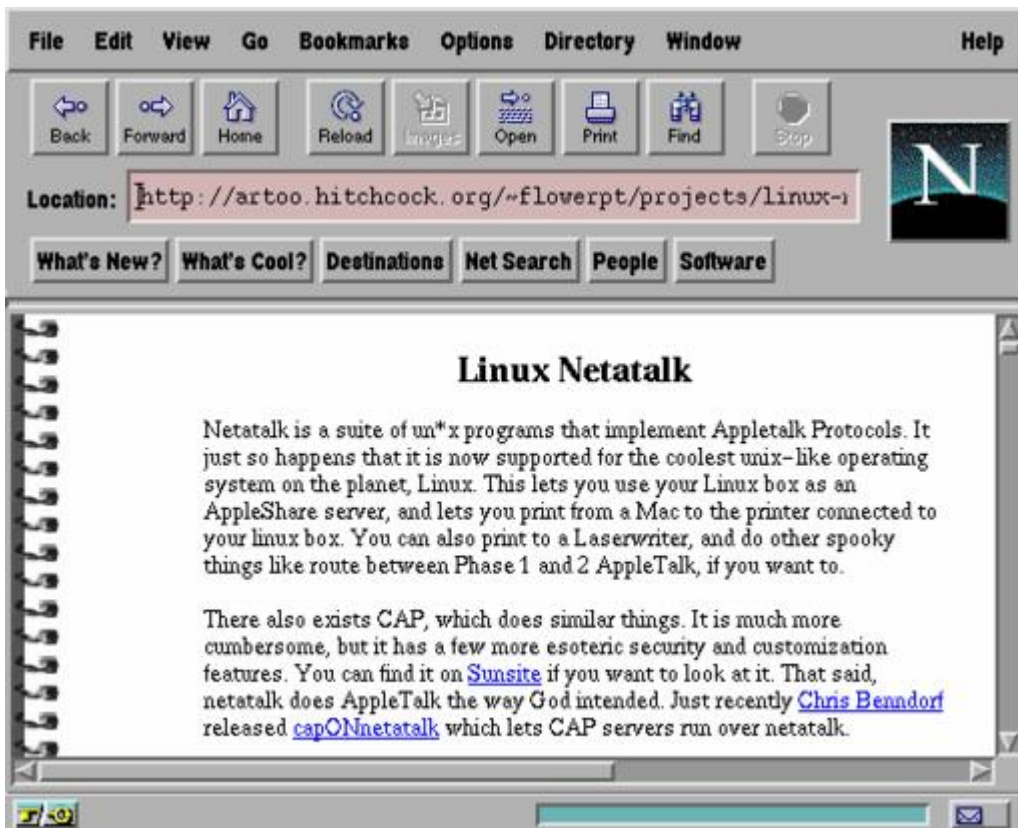 File Edit View Go Bookmarks Options Directory Window Help
Back Forward Home Reload Images Open Print Find Stop
N
Location: http://artoo.hitchcock.org/~flowerpt/projects/linux-
What's New? What's Cool? Destinations Net Search People Software
Linux Netatalk
Netatalk is a suite of un*x programs that implement Appletalk Protocols. It
just so happens that it is now supported for the coolest unix-like operating
system on the planet, Linux. This lets you use your Linux box as an
AppleShare server, and lets you print from a Mac to the printer connected to
your linux box. You can also print to a Laserwriter, and do other spooky
things like route between Phase 1 and 2 AppleTalk, if you want to.
There also exists CAP, which does similar things. It is much more
cumbersome, but it has a few more esoteric security and customization
features. You can find it on Sunsite if you want to look at it. That said,
netatalk does AppleTalk the way God intended. Just recently Chris Benndorf
released capONnetatalk which lets CAP servers run over netatalk.